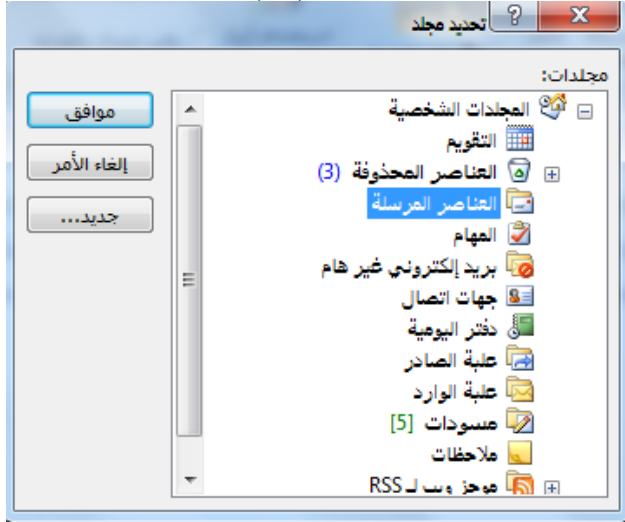 تحديد مجلد
مجلدات:
المجلدات الشخصية
التقويم
العناصر المحذوفة (3)
العناصر المرسلة
المهام
بريد إلكتروني غير هام
جهات اتصال
دفتر اليومية
علبة الصادر
علبة الوارد
مسودات [5]
ملاحظات
موجز ويب لـ RSS
موافق
إلغاء الأمر
جديد...